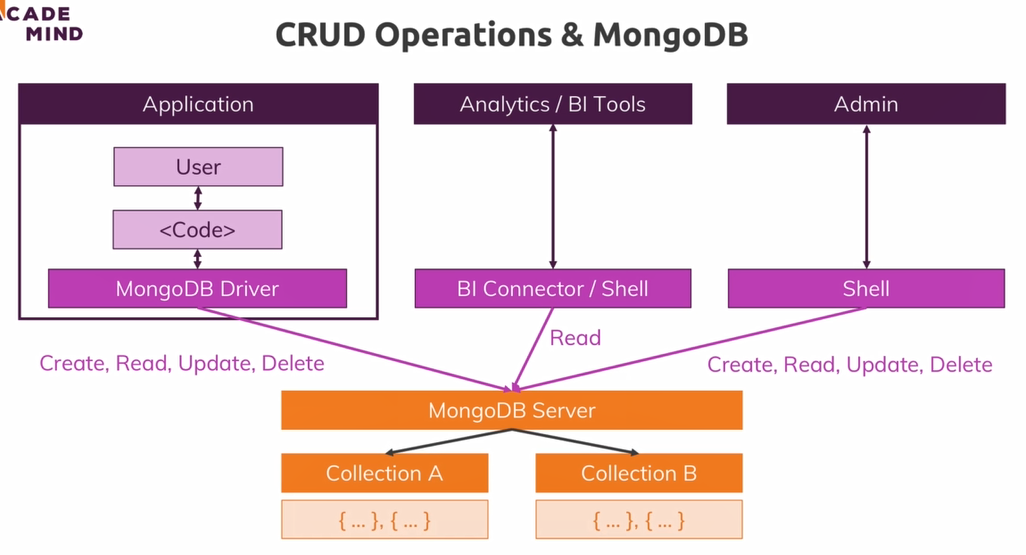 CADE
MIND
CRUD Operations & MongoDB
Application
Analytics / BI Tools
Admin
User
<Code>
MongoDB Driver
BI Connector / Shell
Shell
Read
Create, Read, Update, Delete
Create, Read, Update, Delete
MongoDB Server
Collection A
Collection B
{ ... }, { ... }
{ ... }, { ... }